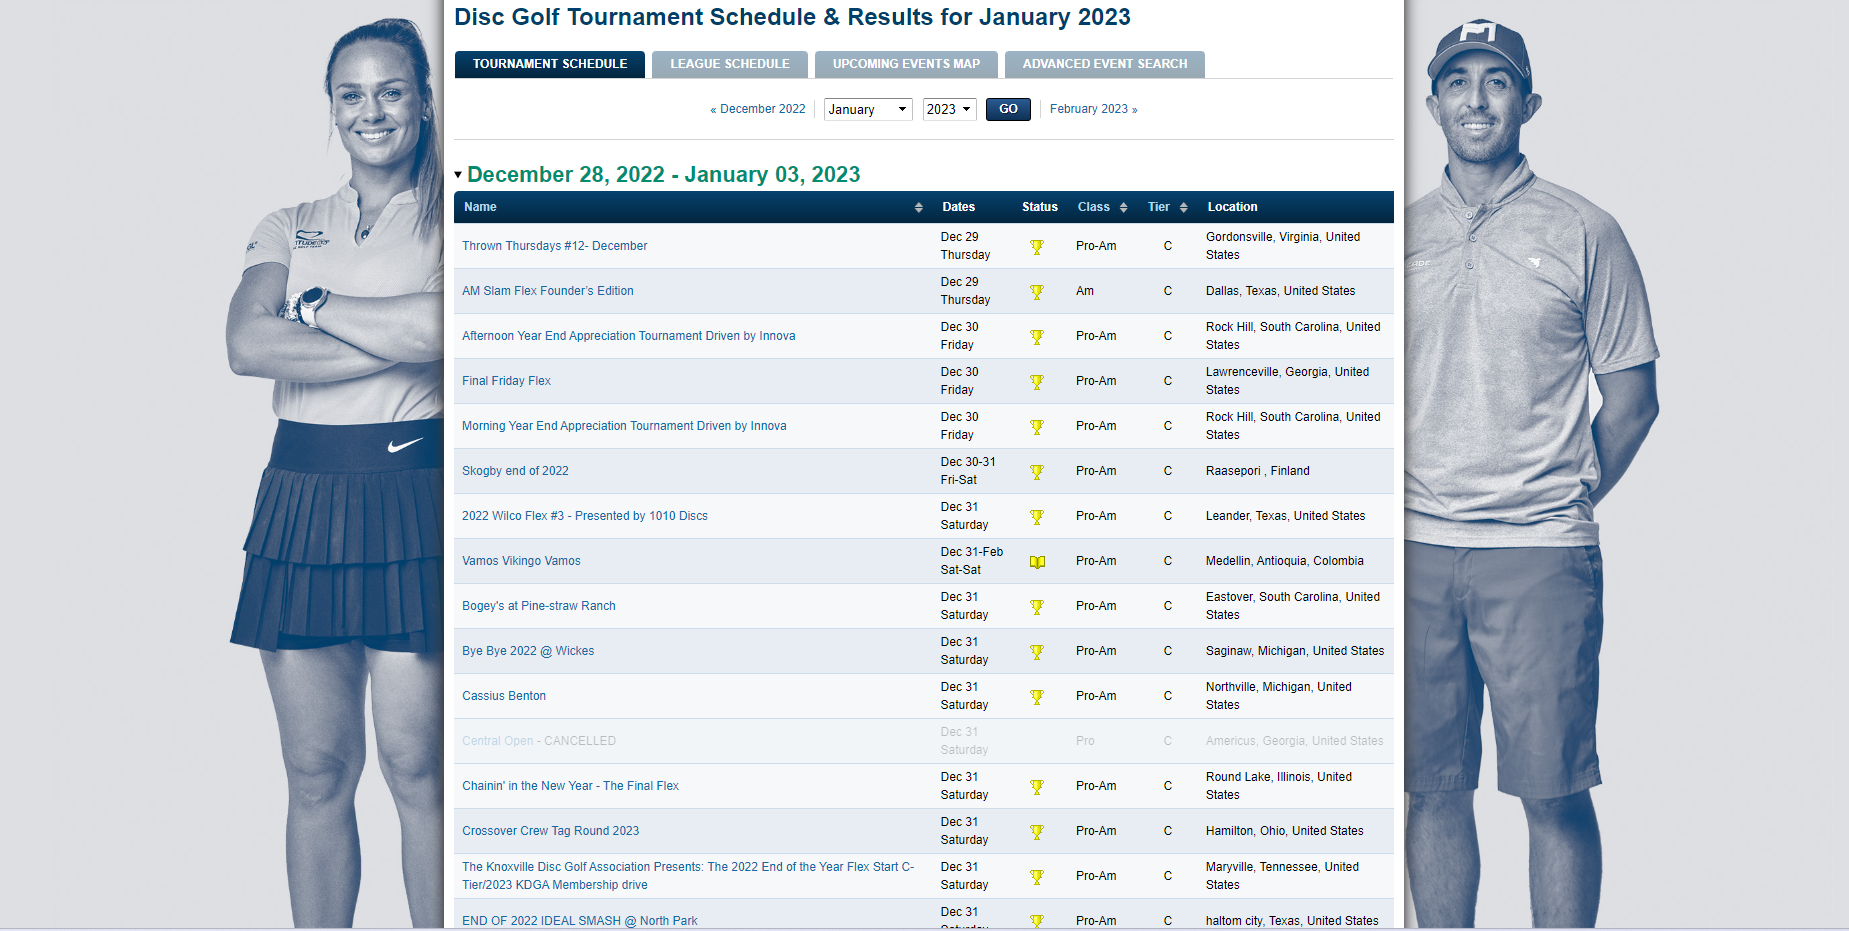 Disc Golf Tournament Schedule & Results for January 2023
TOURNAMENT SCHEDULE LEAGUE SCHEDULE UPCOMING EVENTS MAP ADVANCED EVENT SEARCH
« December 2022 January 2023 GO February 2023 »
December 28, 2022 - January 03, 2023
Name Dates Status Class Tier Location
Thrown Thursdays #12- December Dec 29 Thursday Pro-Am C Gordonsville, Virginia, United States
AM Slam Flex Founder's Edition Dec 29 Thursday Am C Dallas, Texas, United States
Afternoon Year End Appreciation Tournament Driven by Innova Dec 30 Friday Pro-Am C Rock Hill, South Carolina, United States
Final Friday Flex Dec 30 Friday Pro-Am C Lawrenceville, Georgia, United States
Morning Year End Appreciation Tournament Driven by Innova Dec 30 Friday Pro-Am C Rock Hill, South Carolina, United States
Skogby end of 2022 Dec 30-31 Fri-Sat Pro-Am C Raasepori , Finland
2022 Wilco Flex #3 - Presented by 1010 Discs Dec 31 Saturday Pro-Am C Leander, Texas, United States
Vamos Vikingo Vamos Dec 31-Feb Sat-Sat Pro-Am C Medellin, Antioquia, Colombia
Bogey's at Pine-straw Ranch Dec 31 Saturday Pro-Am C Eastover, South Carolina, United States
Bye Bye 2022 @ Wickes Dec 31 Saturday Pro-Am C Saginaw, Michigan, United States
Cassius Benton Dec 31 Saturday Pro-Am C Northville, Michigan, United States
Central Open - CANCELLED Dec 31 Saturday Pro C Americus, Georgia, United States
Chainin' in the New Year - The Final Flex Dec 31 Saturday Pro-Am C Round Lake, Illinois, United States
Crossover Crew Tag Round 2023 Dec 31 Saturday Pro-Am C Hamilton, Ohio, United States
The Knoxville Disc Golf Association Presents: The 2022 End of the Year Flex Start C-Tier/2023 KDGA Membership drive Dec 31 Saturday Pro-Am C Maryville, Tennessee, United States
END OF 2022 IDEAL SMASH @ North Park Dec 31 Saturday Pro-Am C haltom city, Texas, United States